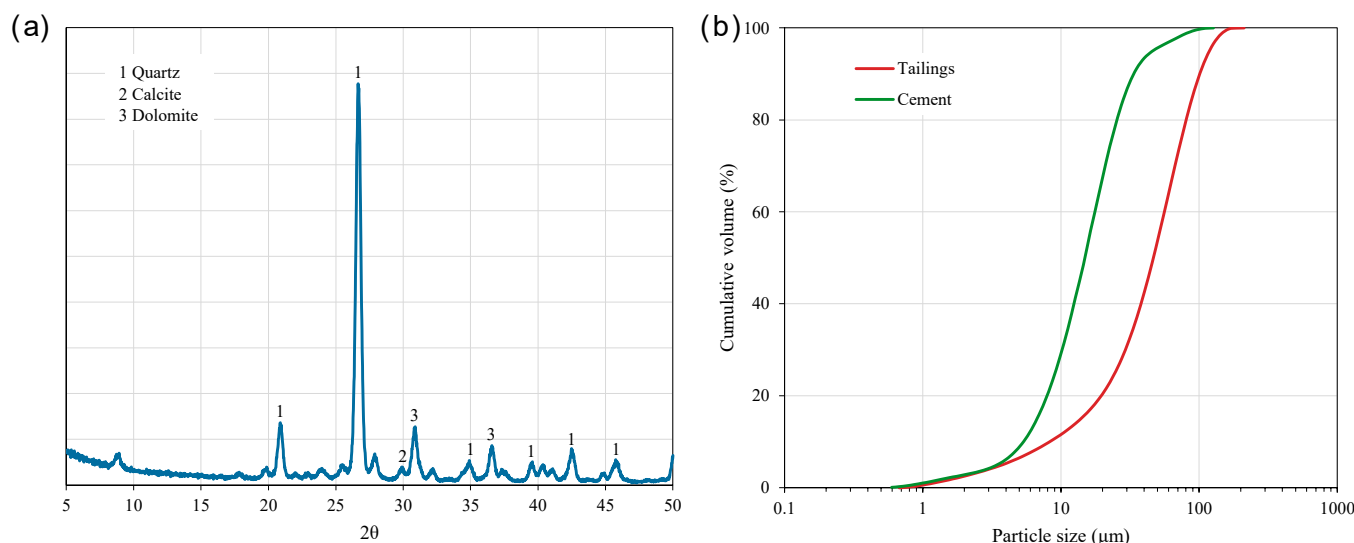 (a)
1 Quartz
2 Calcite
3 Dolomite
1
1
2
3
1
3
1
1
1
5 10 15 20 25 30 35 40 45 50
2θ
(b)
Tailings
Cement
100
80
60
40
20
0
Cumulative volume (%)
0.1 1 10 100 1000
Particle size (μm)